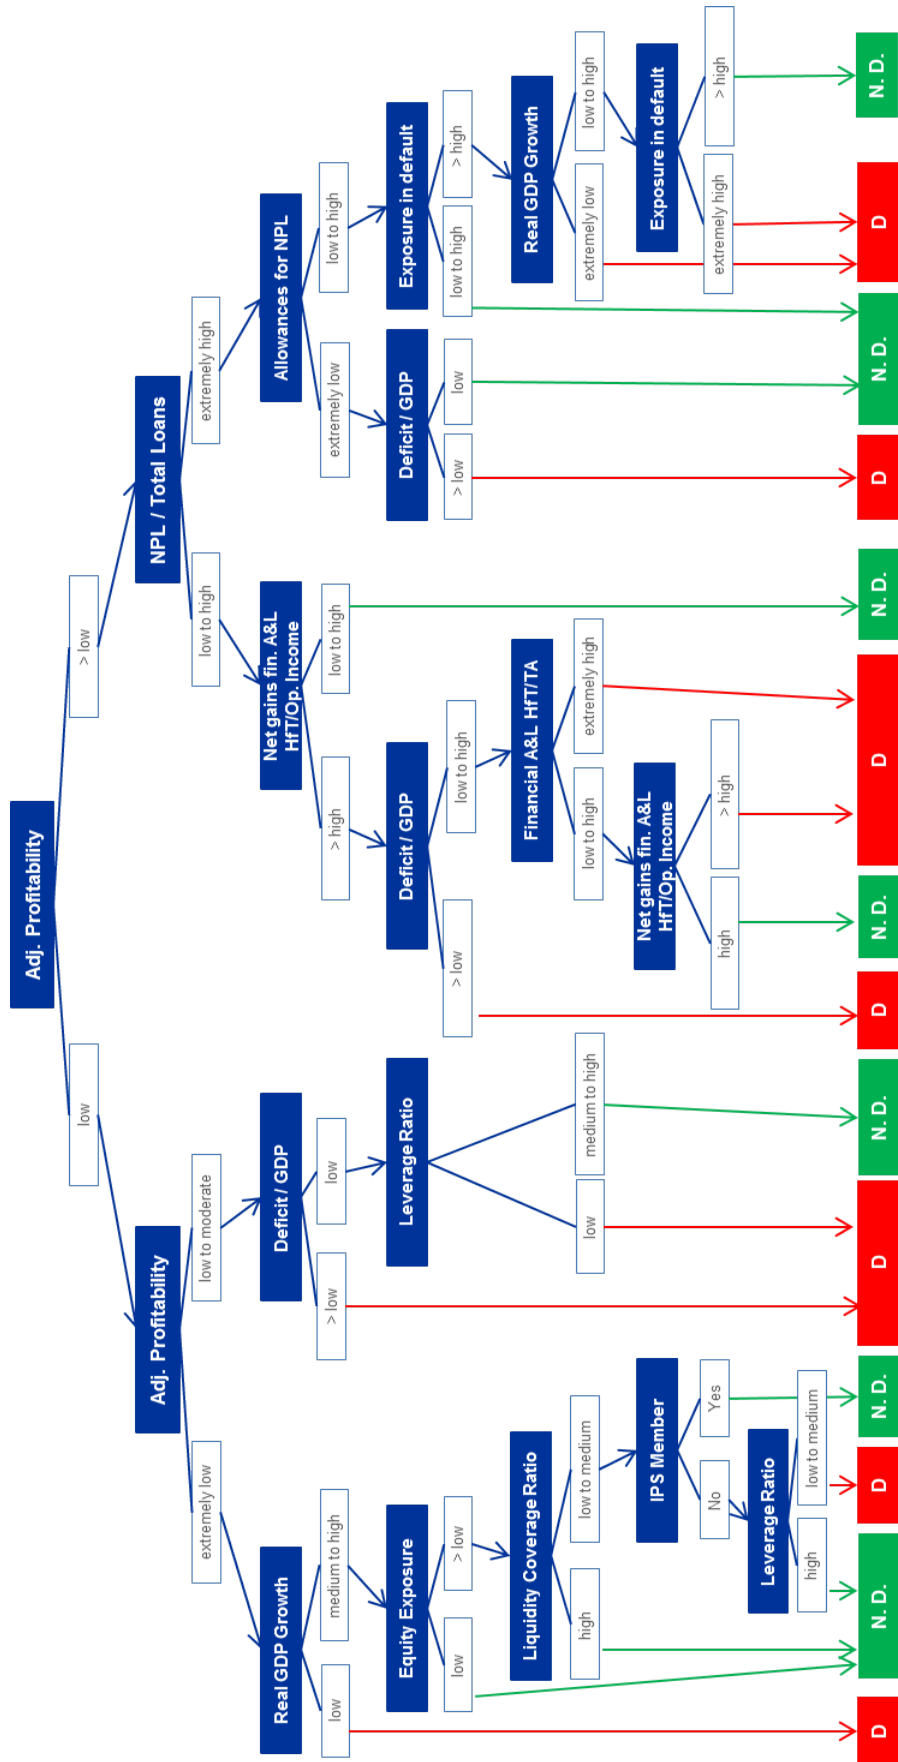 Adj. Profitability
low
> low
Adj. Profitability
NPL / Total Loans
extremely low
low to moderate
low to high
extremely high
Real GDP Growth
Deficit / GDP
Net gains fin. A&L
HfT/Op. Income
Allowances for NPL
low
medium to high
> low
low
> high
low to high
extremely low
low to high
Equity Exposure
Leverage Ratio
Deficit / GDP
Deficit / GDP
Exposure in default
low
> low
> low
low to high
> low
low
low to high
> high
Liquidity Coverage Ratio
Financial A&L HfT/TA
Real GDP Growth
high
low to medium
low
medium to high
low to high
extremely high
extremely low
low to high
IPS Member
Net gains fin. A&L
HfT/Op. Income
Exposure in default
No
Yes
high
> high
extremely high
> high
Leverage Ratio
high
low to medium
D
N. D.
D
N. D.
D
N. D.
D
N. D.
D
N. D.
D
N. D.
D
N. D.